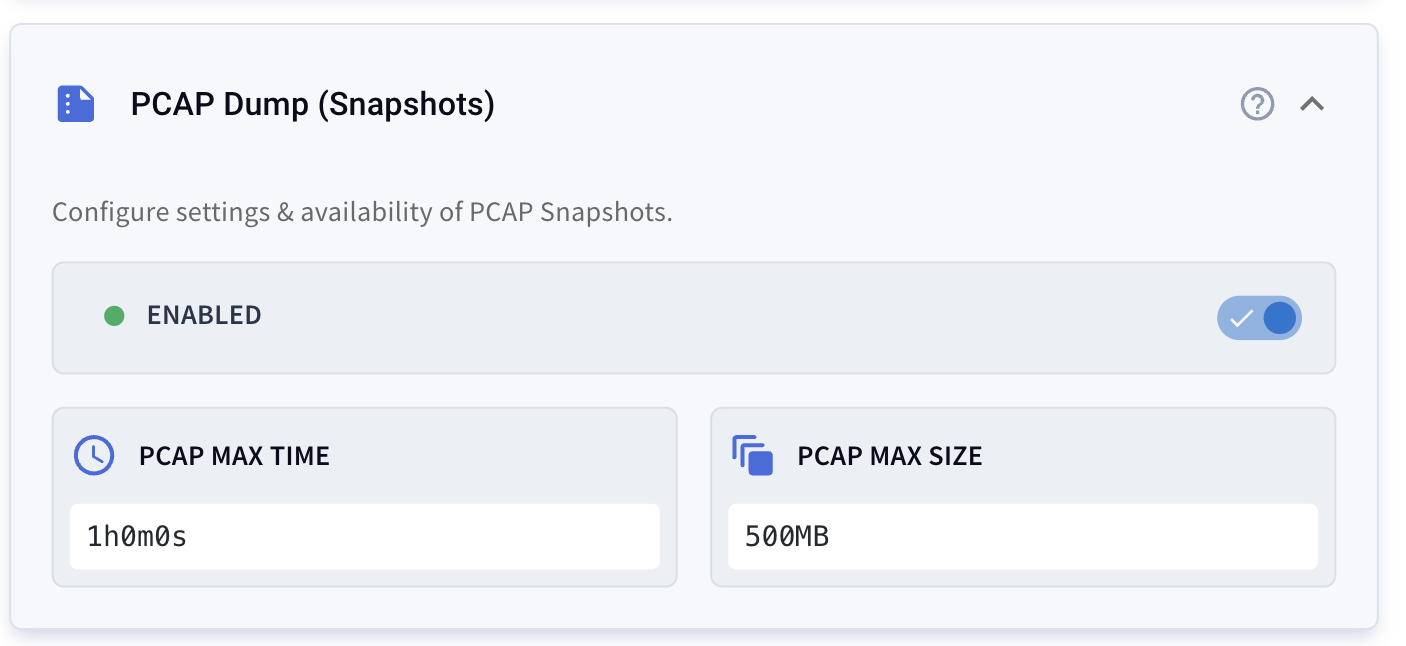 PCAP Dump (Snapshots)
Configure settings & availability of PCAP Snapshots.
ENABLED
PCAP MAX TIME
1h0m0s
PCAP MAX SIZE
500MB